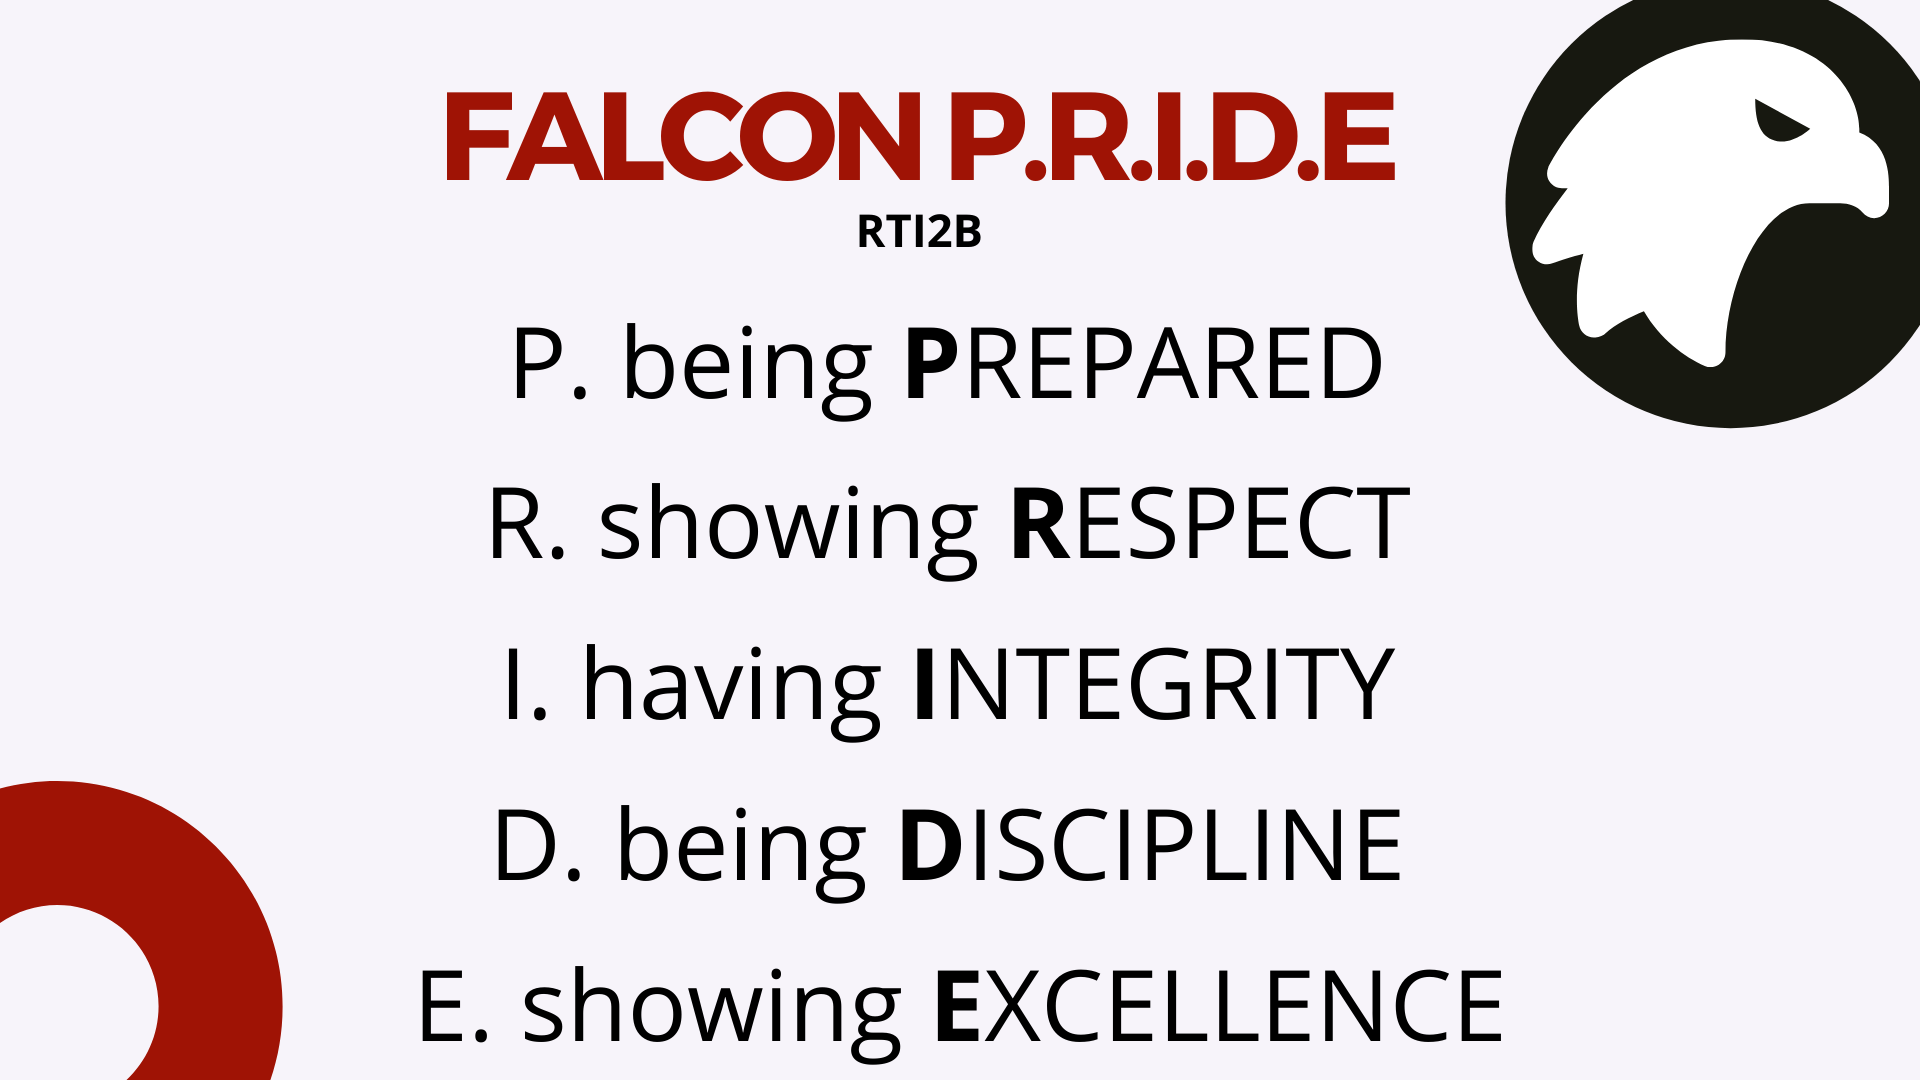 FALCON P.R.I.D.E
RTI2B
P. being PREPARED
R. showing RESPECT
I. having INTEGRITY
D. being DISCIPLINE
E. showing EXCELLENCE